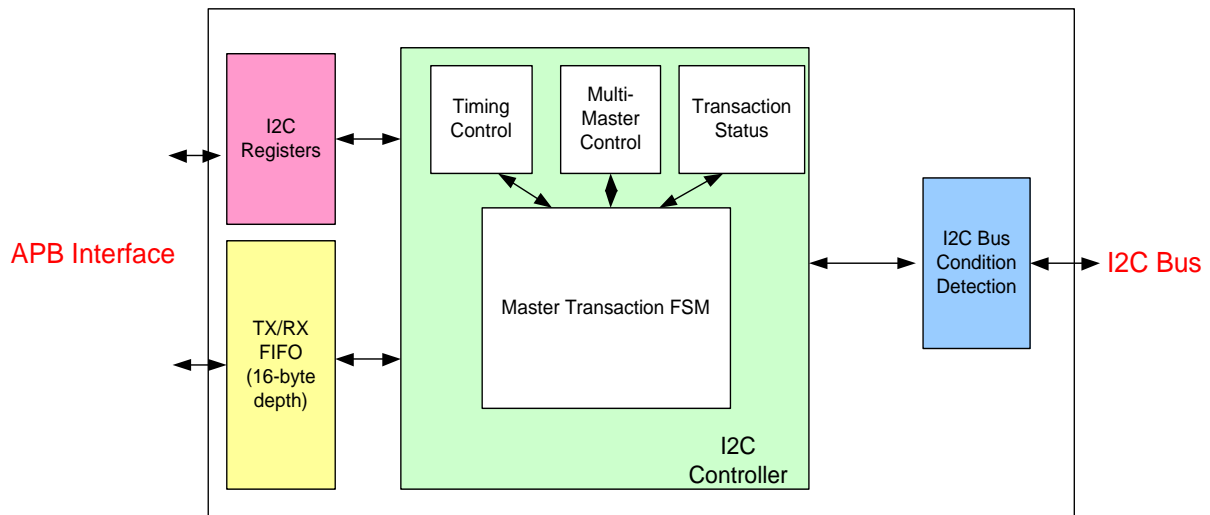 APB Interface
I2C
Registers
TX/RX
FIFO
(16-byte
depth)
Timing
Control
Multi-
Master
Control
Transaction
Status
Master Transaction FSM
I2C
Controller
I2C Bus
Condition
Detection
I2C Bus